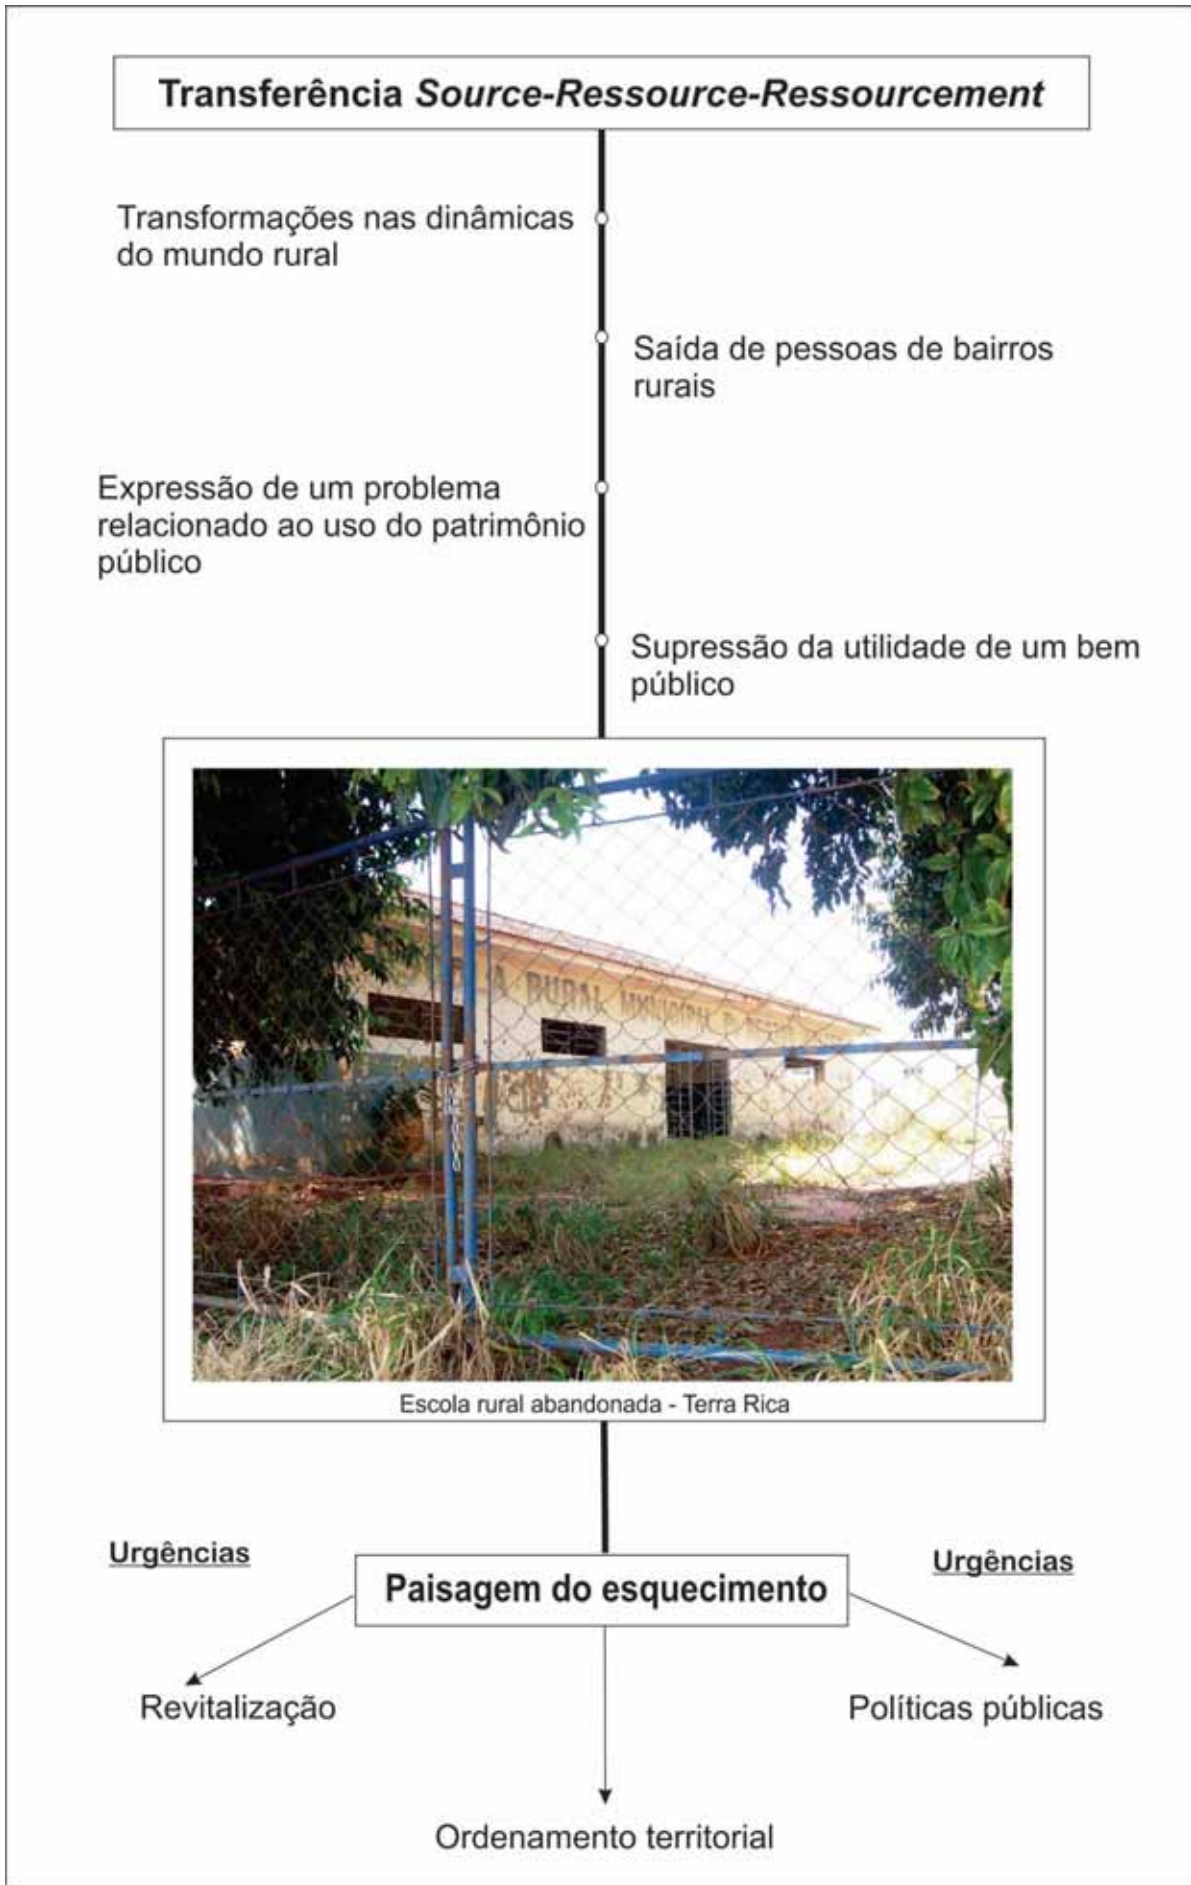 Transferência Source-Ressource-Ressourcement
Transformações nas dinâmicas
do mundo rural
Saída de pessoas de bairros
rurais
Expressão de um problema
relacionado ao uso do patrimônio
público
Supressão da utilidade de um bem
público
RURAL
Escola rural abandonada - Terra Rica
Urgências
Urgências
Paisagem do esquecimento
Revitalização
Políticas públicas
Ordenamento territorial